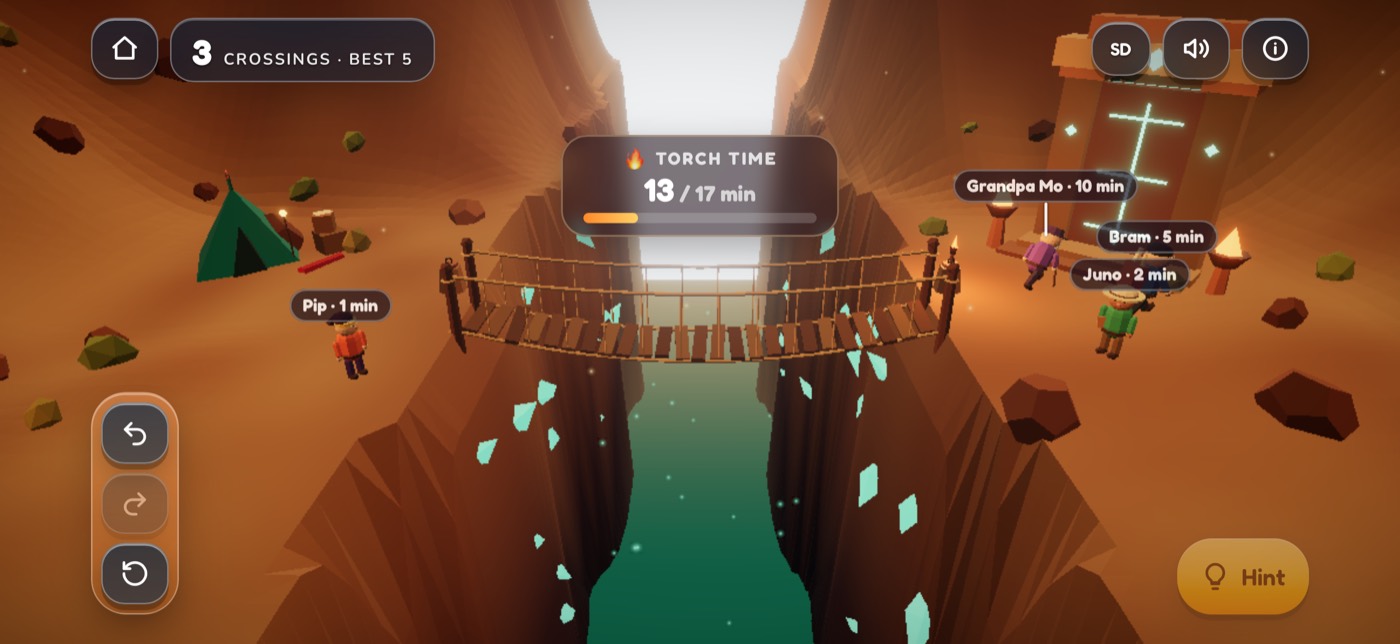 3 CROSSINGS · BEST 5
SD
🔥 TORCH TIME
13 / 17 min
Grandpa Mo · 10 min
Bram · 5 min
Juno · 2 min
Pip · 1 min
Hint